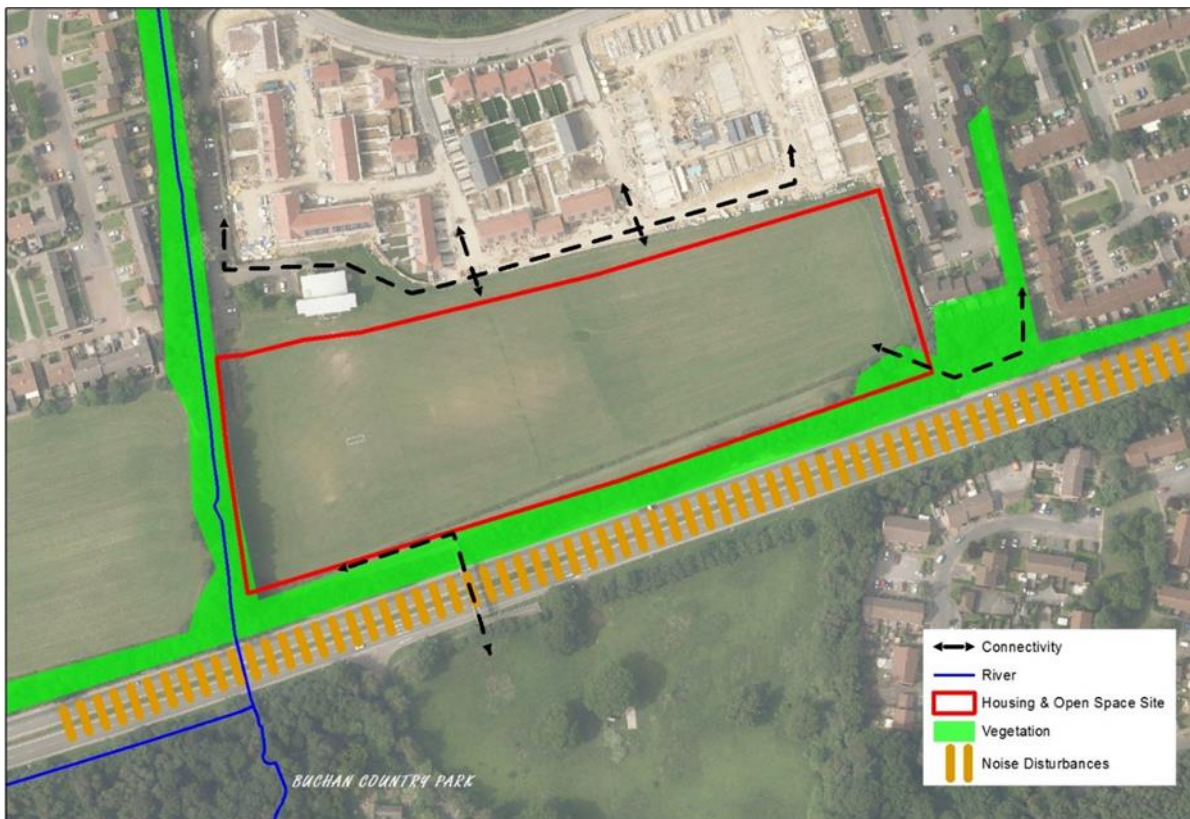 BUCHAN COUNTRY PARK
Connectivity
River
Housing & Open Space Site
Vegetation
Noise Disturbances